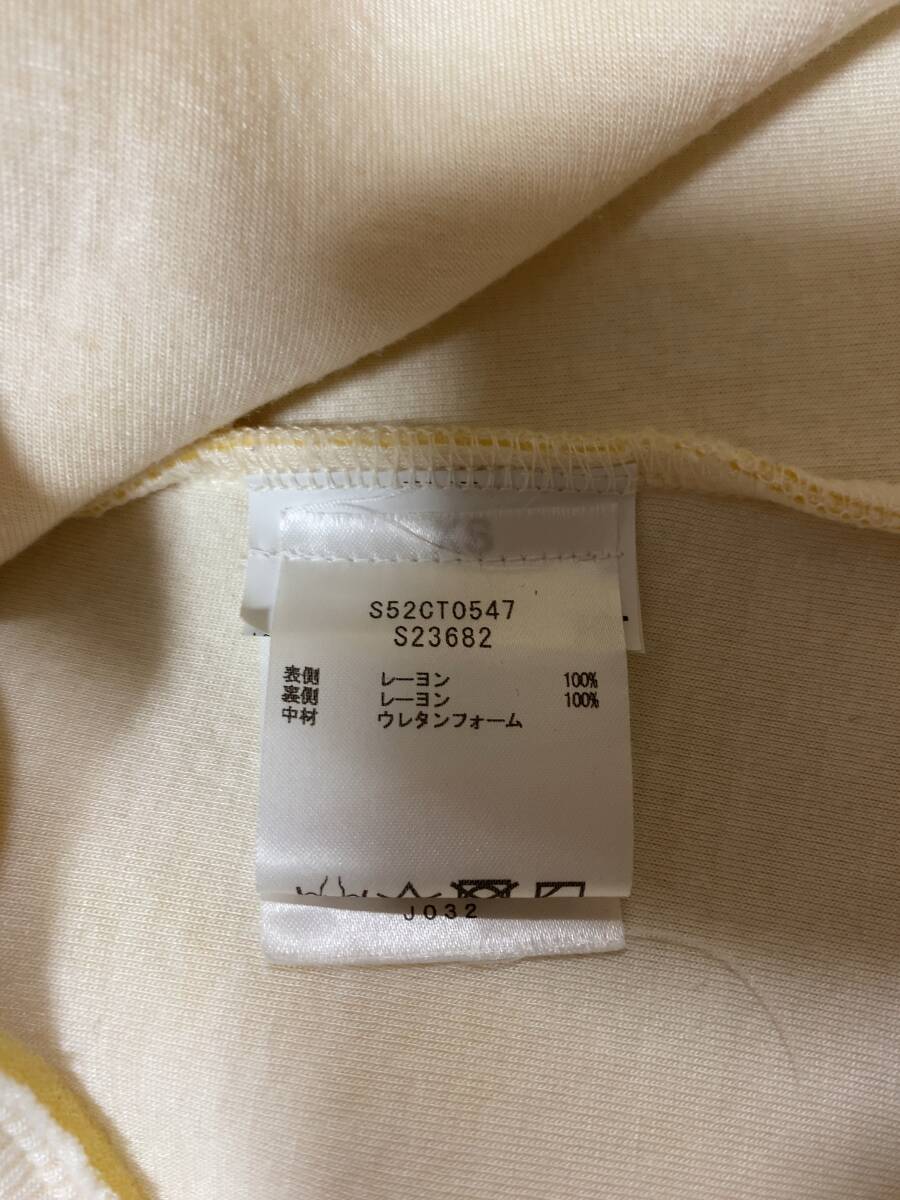 XS
S52CT0547
S23682
表側 レーヨン 100%
裏側 レーヨン 100%
中材 ウレタンフォーム
J032